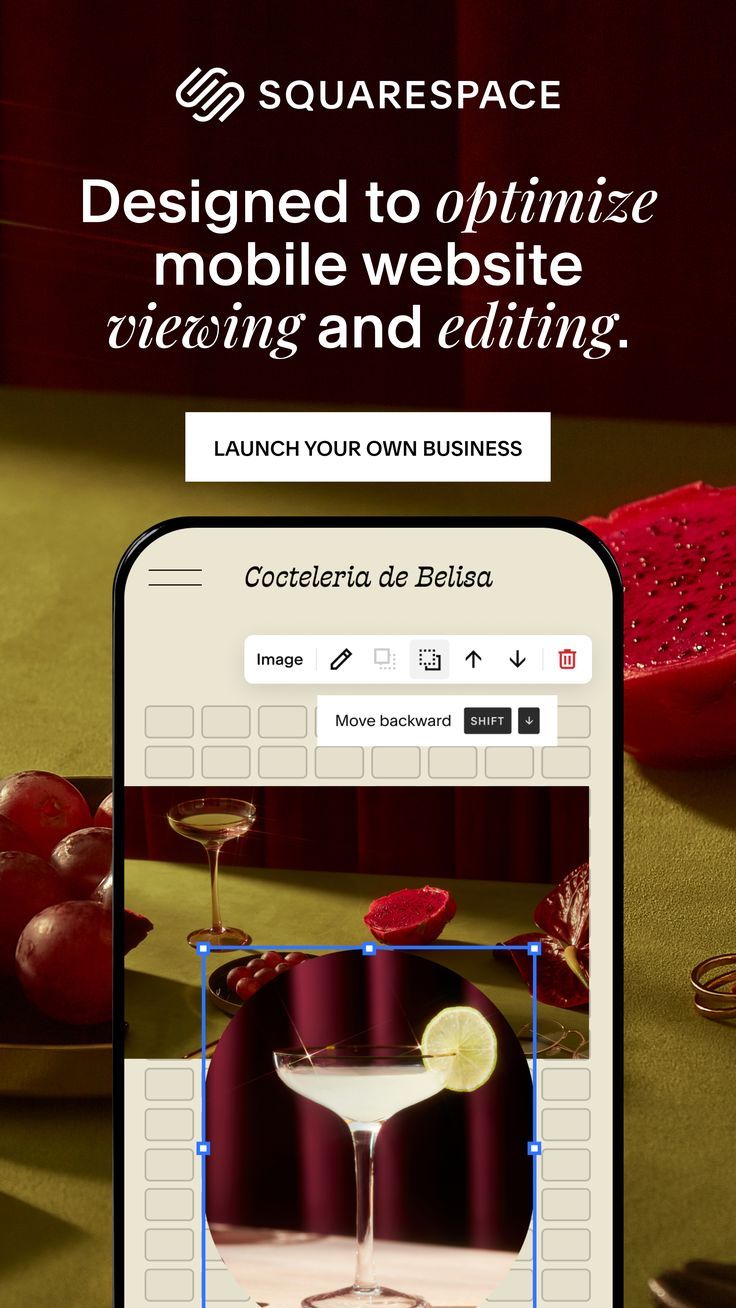 SQUARESPACE
Designed to optimize
mobile website
viewing and editing.
LAUNCH YOUR OWN BUSINESS
Cocteleria de Belisa
Image
Move backward SHIFT ↓